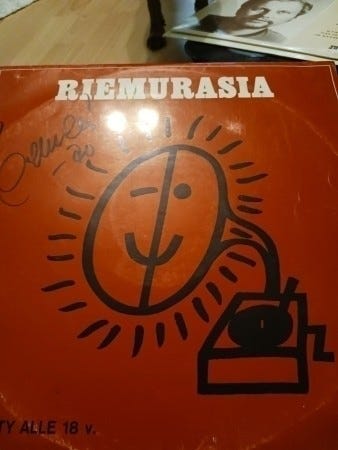 RIEMURASIA
TY ALLE 18 v.